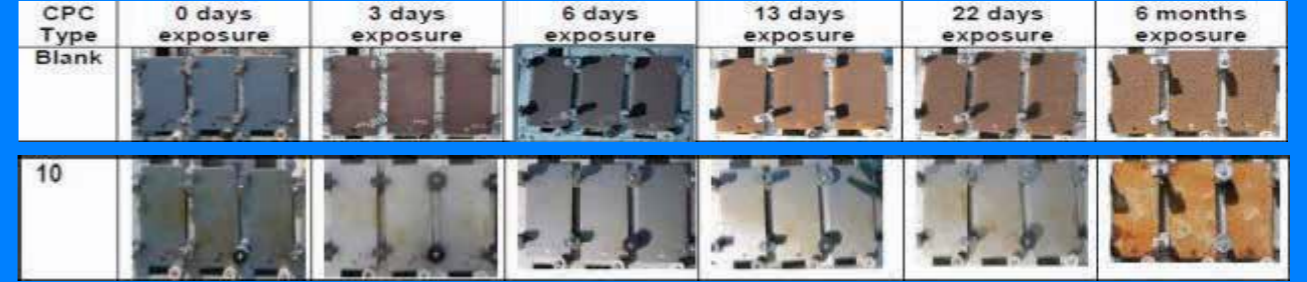 CPC Type 0 days exposure 3 days exposure 6 days exposure 13 days exposure 22 days exposure 6 months exposure
Blank
10